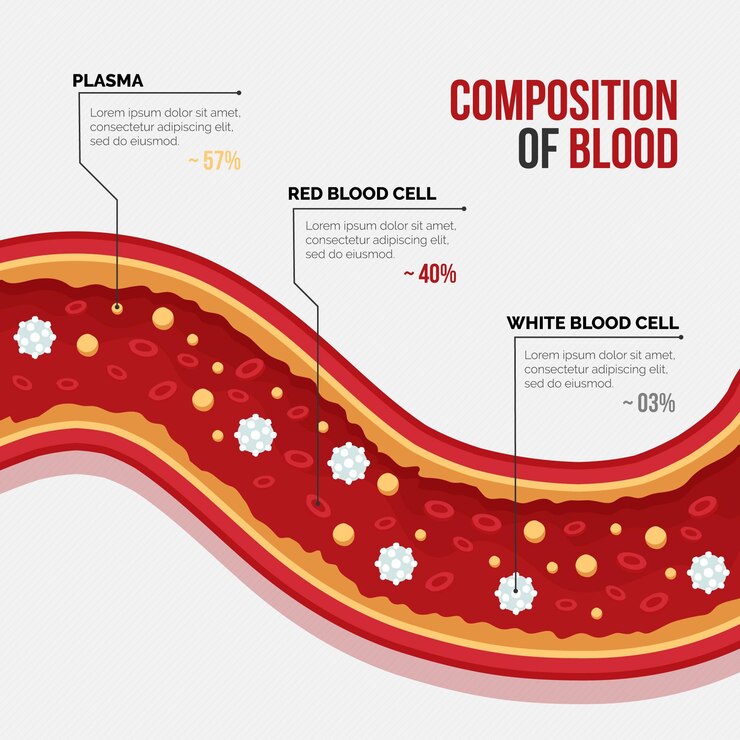 COMPOSITION
OF BLOOD
PLASMA
Lorem ipsum dolor sit amet,
consectetur adipiscing elit,
sed do eiusmod.
~ 57%
RED BLOOD CELL
Lorem ipsum dolor sit amet,
consectetur adipiscing elit,
sed do eiusmod.
~ 40%
WHITE BLOOD CELL
Lorem ipsum dolor sit amet,
consectetur adipiscing elit,
sed do eiusmod.
~ 03%